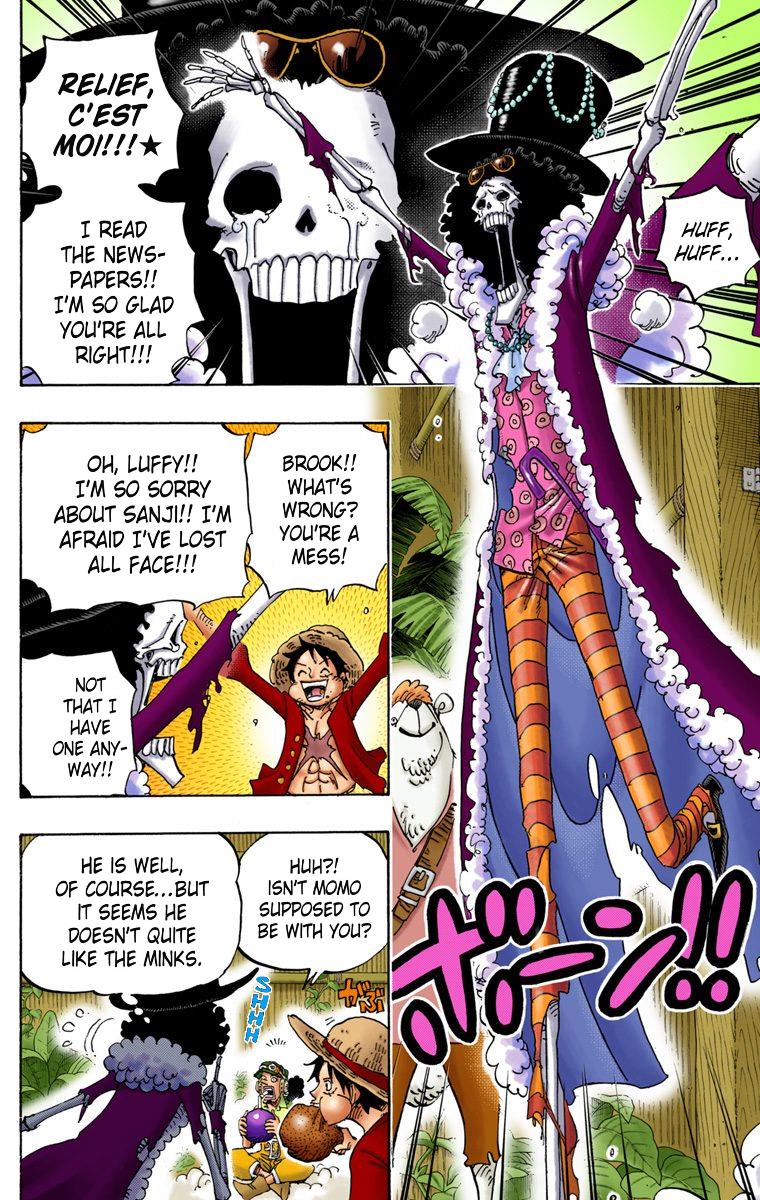 RELIEF,
C'EST
MOI!!!★
I READ
THE NEWS-
PAPERS!!
I'M SO GLAD
YOU'RE ALL
RIGHT!!!
HUFF,
HUFF...
ボーン!!
BROOK!!
WHAT'S
WRONG?
YOU'RE A
MESS!
OH, LUFFY!!
I'M SO SORRY
ABOUT SANJI!! I'M
AFRAID I'VE LOST
ALL FACE!!!
NOT
THAT I
HAVE
ONE ANY-
WAY!!
HUH?!
ISN'T MOMO
SUPPOSED TO
BE WITH YOU?
HE IS WELL,
OF COURSE...BUT
IT SEEMS HE
DOESN'T QUITE
LIKE THE MINKS.
SHHH
がぶ